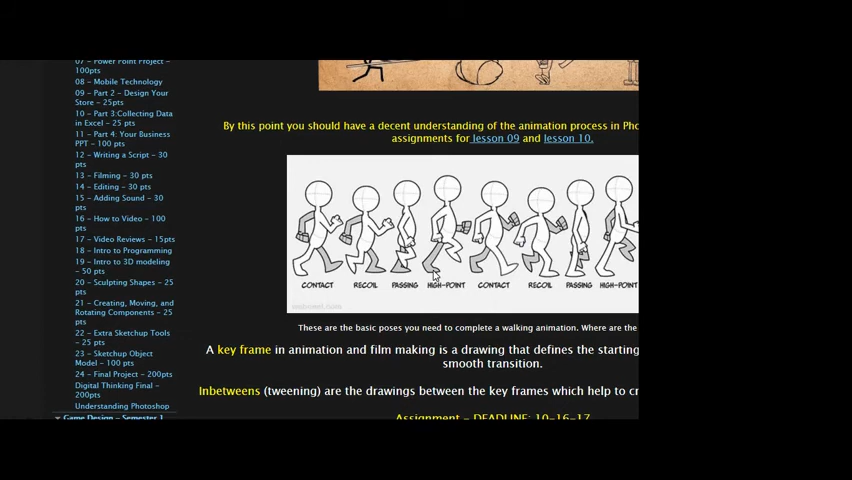 07 - Power Point Project -
100pts
08 - Mobile Technology
09 - Part 2 - Design Your
Store - 25pts
10 - Part 3:Collecting Data
in Excel - 25 pts
11 - Part 4: Your Business
PPT - 100 pts
12 - Writing a Script - 30
pts
13 - Filming - 30 pts
14 - Editing - 30 pts
15 - Adding Sound - 30
pts
16 - How to Video - 100
pts
17 - Video Reviews - 15pts
18 - Intro to Programming
19 - Intro to 3D modeling
- 50 pts
20 - Sculpting Shapes - 25
pts
21 - Creating, Moving, and
Rotating Components - 25
pts
22 - Extra Sketchup Tools
- 25 pts
23 - Sketchup Object
Model - 100 pts
24 - Final Project - 200pts
Digital Thinking Final -
200pts
Understanding Photoshop
Game Design - Semester 1
By this point you should have a decent understanding of the animation process in Pho
assignments for lesson 09 and lesson 10.
CONTACT RECOIL PASSING HIGH-POINT CONTACT RECOIL PASSING HIGH-POINT
These are the basic poses you need to complete a walking animation. Where are the
A key frame in animation and film making is a drawing that defines the starting
smooth transition.
Inbetweens (tweening) are the drawings between the key frames which help to cr
Assignment - DEADLINE: 10-16-17